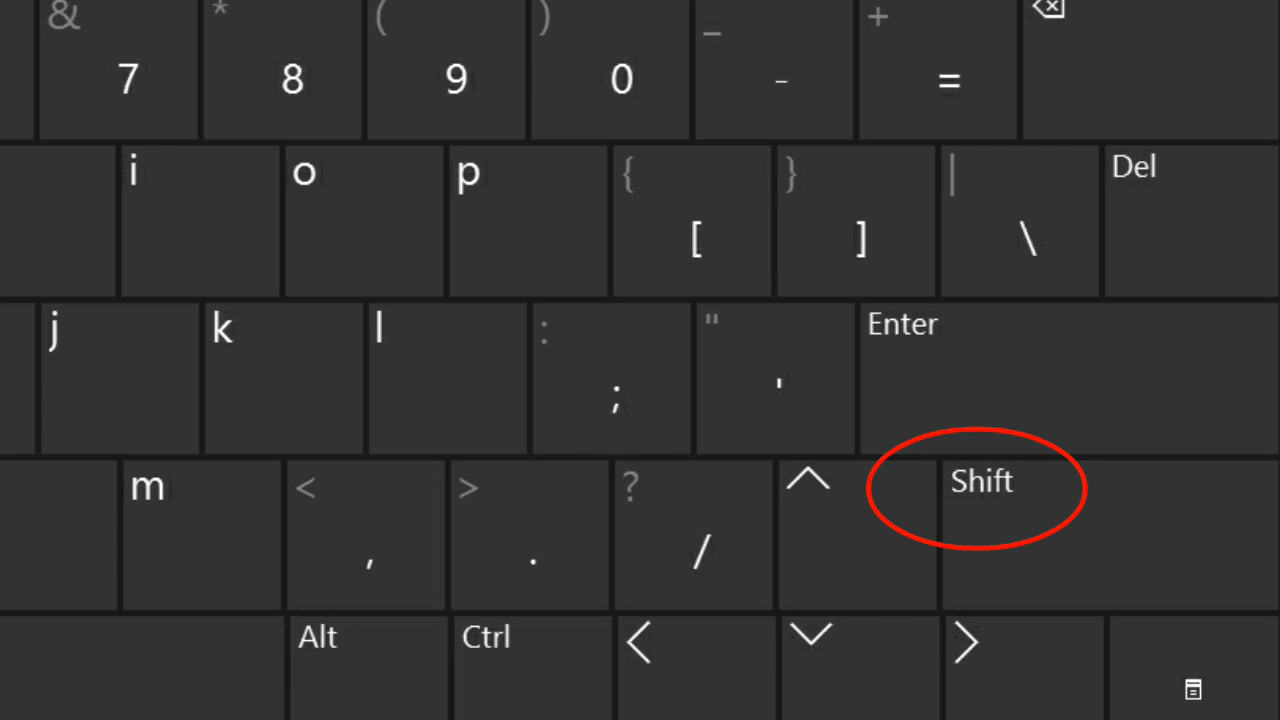 & * ( ) _ +
7 8 9 0 - =
i o p { } | Del
[ ] \
j k l : " Enter
; '
m < > ? Shift
, . /
Alt Ctrl